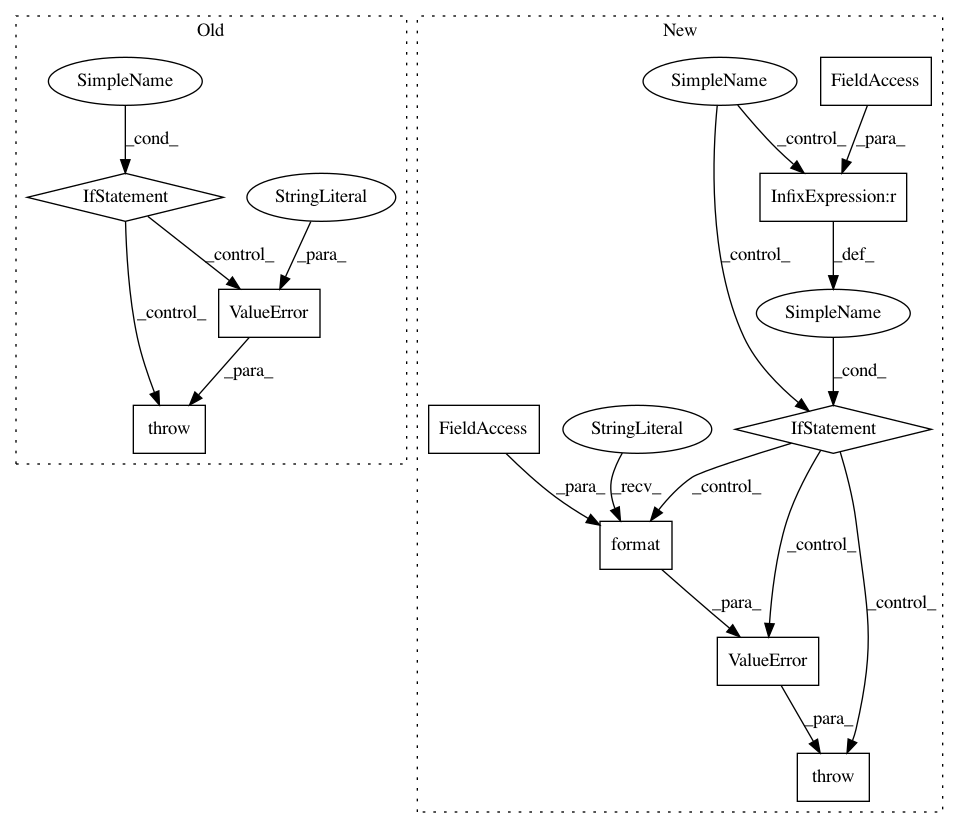 Old
New
SimpleName
SimpleName
FieldAccess
_cond_
_control_
_para_
IfStatement
StringLiteral
InfixExpression:r
_control_
_para_
_control_
_def_
ValueError
SimpleName
_control_
_para_
_cond_
throw
FieldAccess
StringLiteral
IfStatement
_para_
_recv_
_control_
format
_control_
_para_
_control_
ValueError
_para_
throw